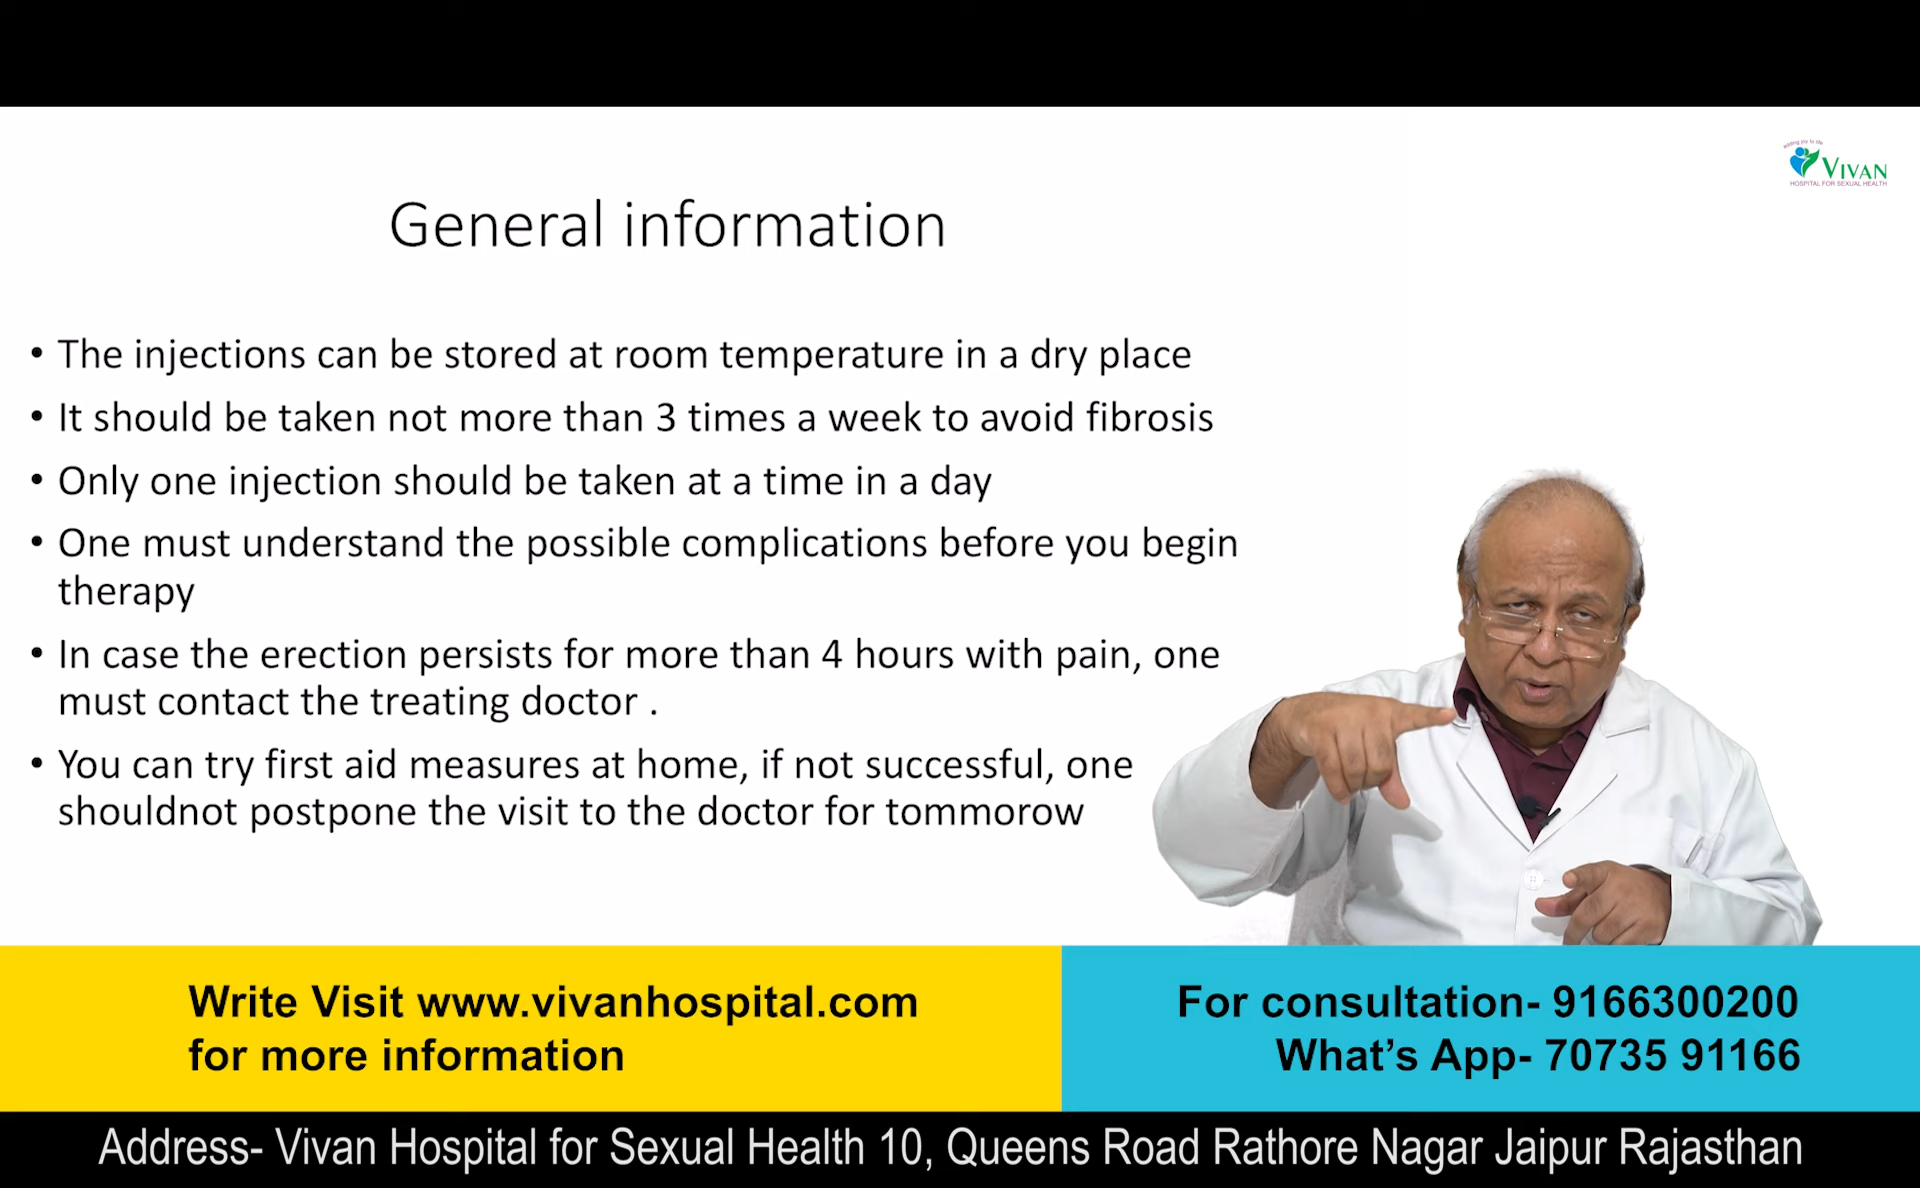 adding joy to life
VIVAN
HOSPITAL FOR SEXUAL HEALTH
General information
• The injections can be stored at room temperature in a dry place
• It should be taken not more than 3 times a week to avoid fibrosis
• Only one injection should be taken at a time in a day
• One must understand the possible complications before you begin
therapy
• In case the erection persists for more than 4 hours with pain, one
must contact the treating doctor .
• You can try first aid measures at home, if not successful, one
shouldnot postpone the visit to the doctor for tommorow
Write Visit www.vivanhospital.com
for more information
For consultation- 9166300200
What’s App- 70735 91166
Address- Vivan Hospital for Sexual Health 10, Queens Road Rathore Nagar Jaipur Rajasthan